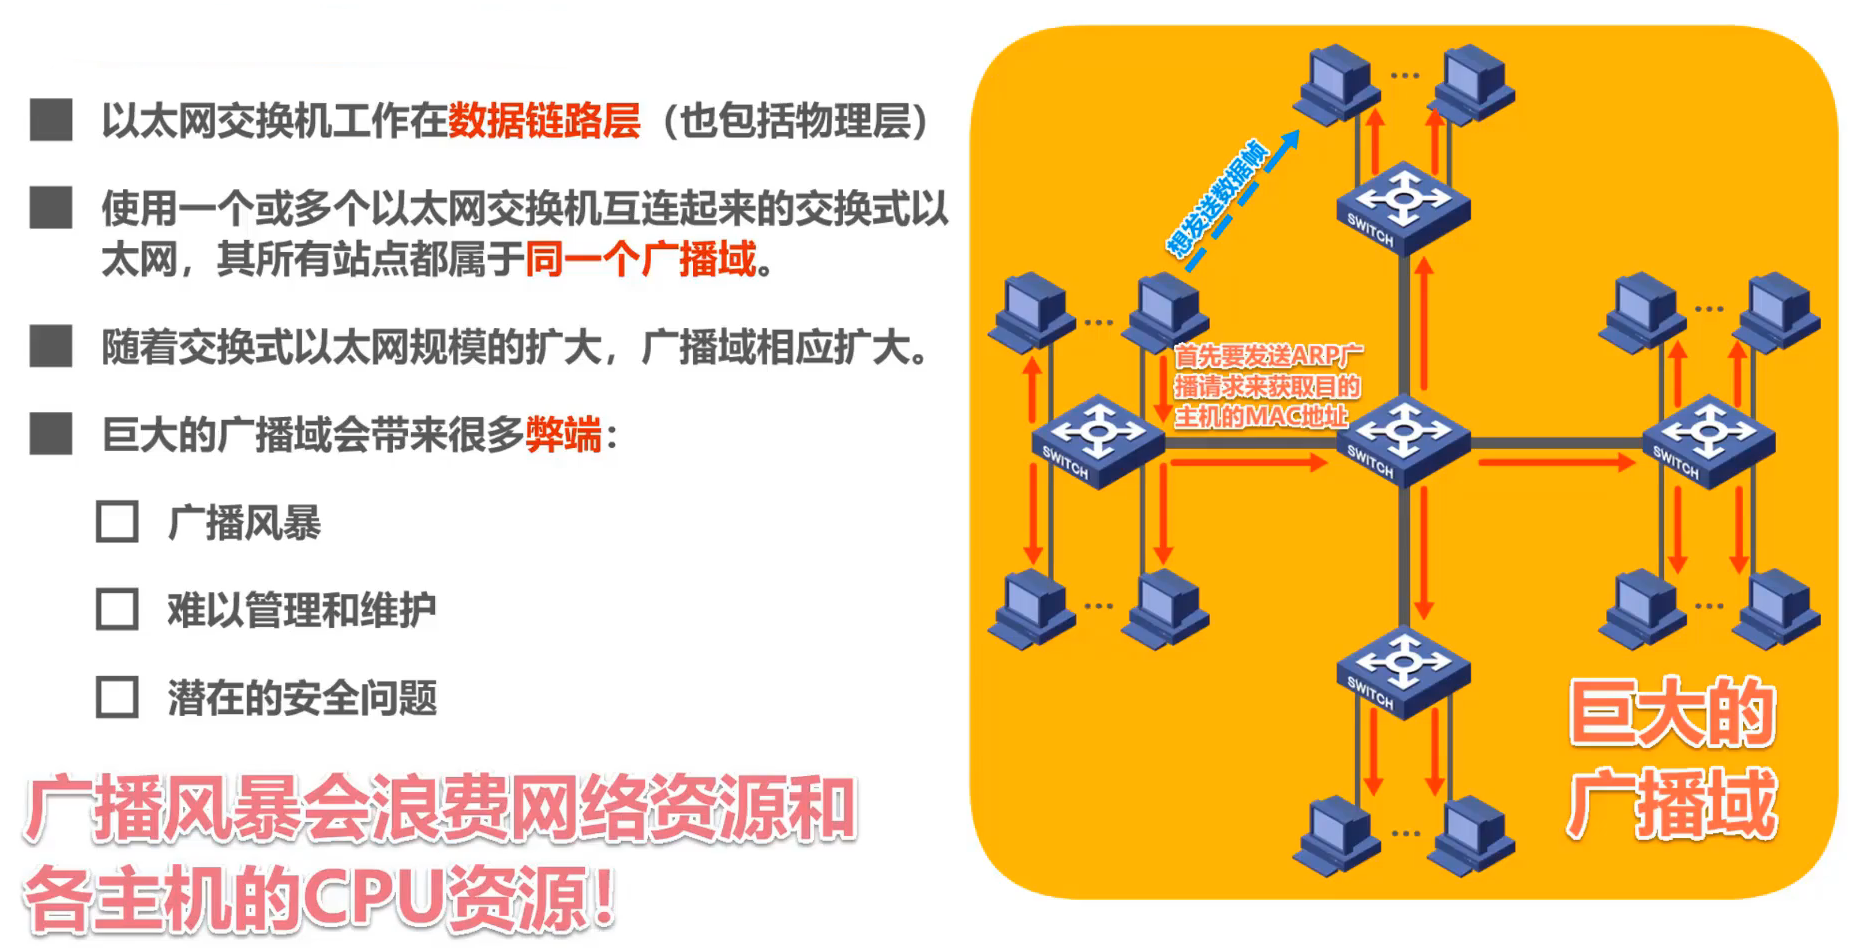 以太网交换机工作在数据链路层（也包括物理层）
使用一个或多个以太网交换机互连起来的交换式以
太网，其所有站点都属于同一个广播域。
随着交换式以太网规模的扩大，广播域相应扩大。
巨大的广播域会带来很多弊端：
广播风暴
难以管理和维护
潜在的安全问题
广播风暴会浪费网络资源和
各主机的CPU资源！
想发送数据帧
SWITCH
首先要发送ARP广
播请求来获取目的
主机的MAC地址
SWITCH
SWITCH
SWITCH
SWITCH
巨大的
广播域